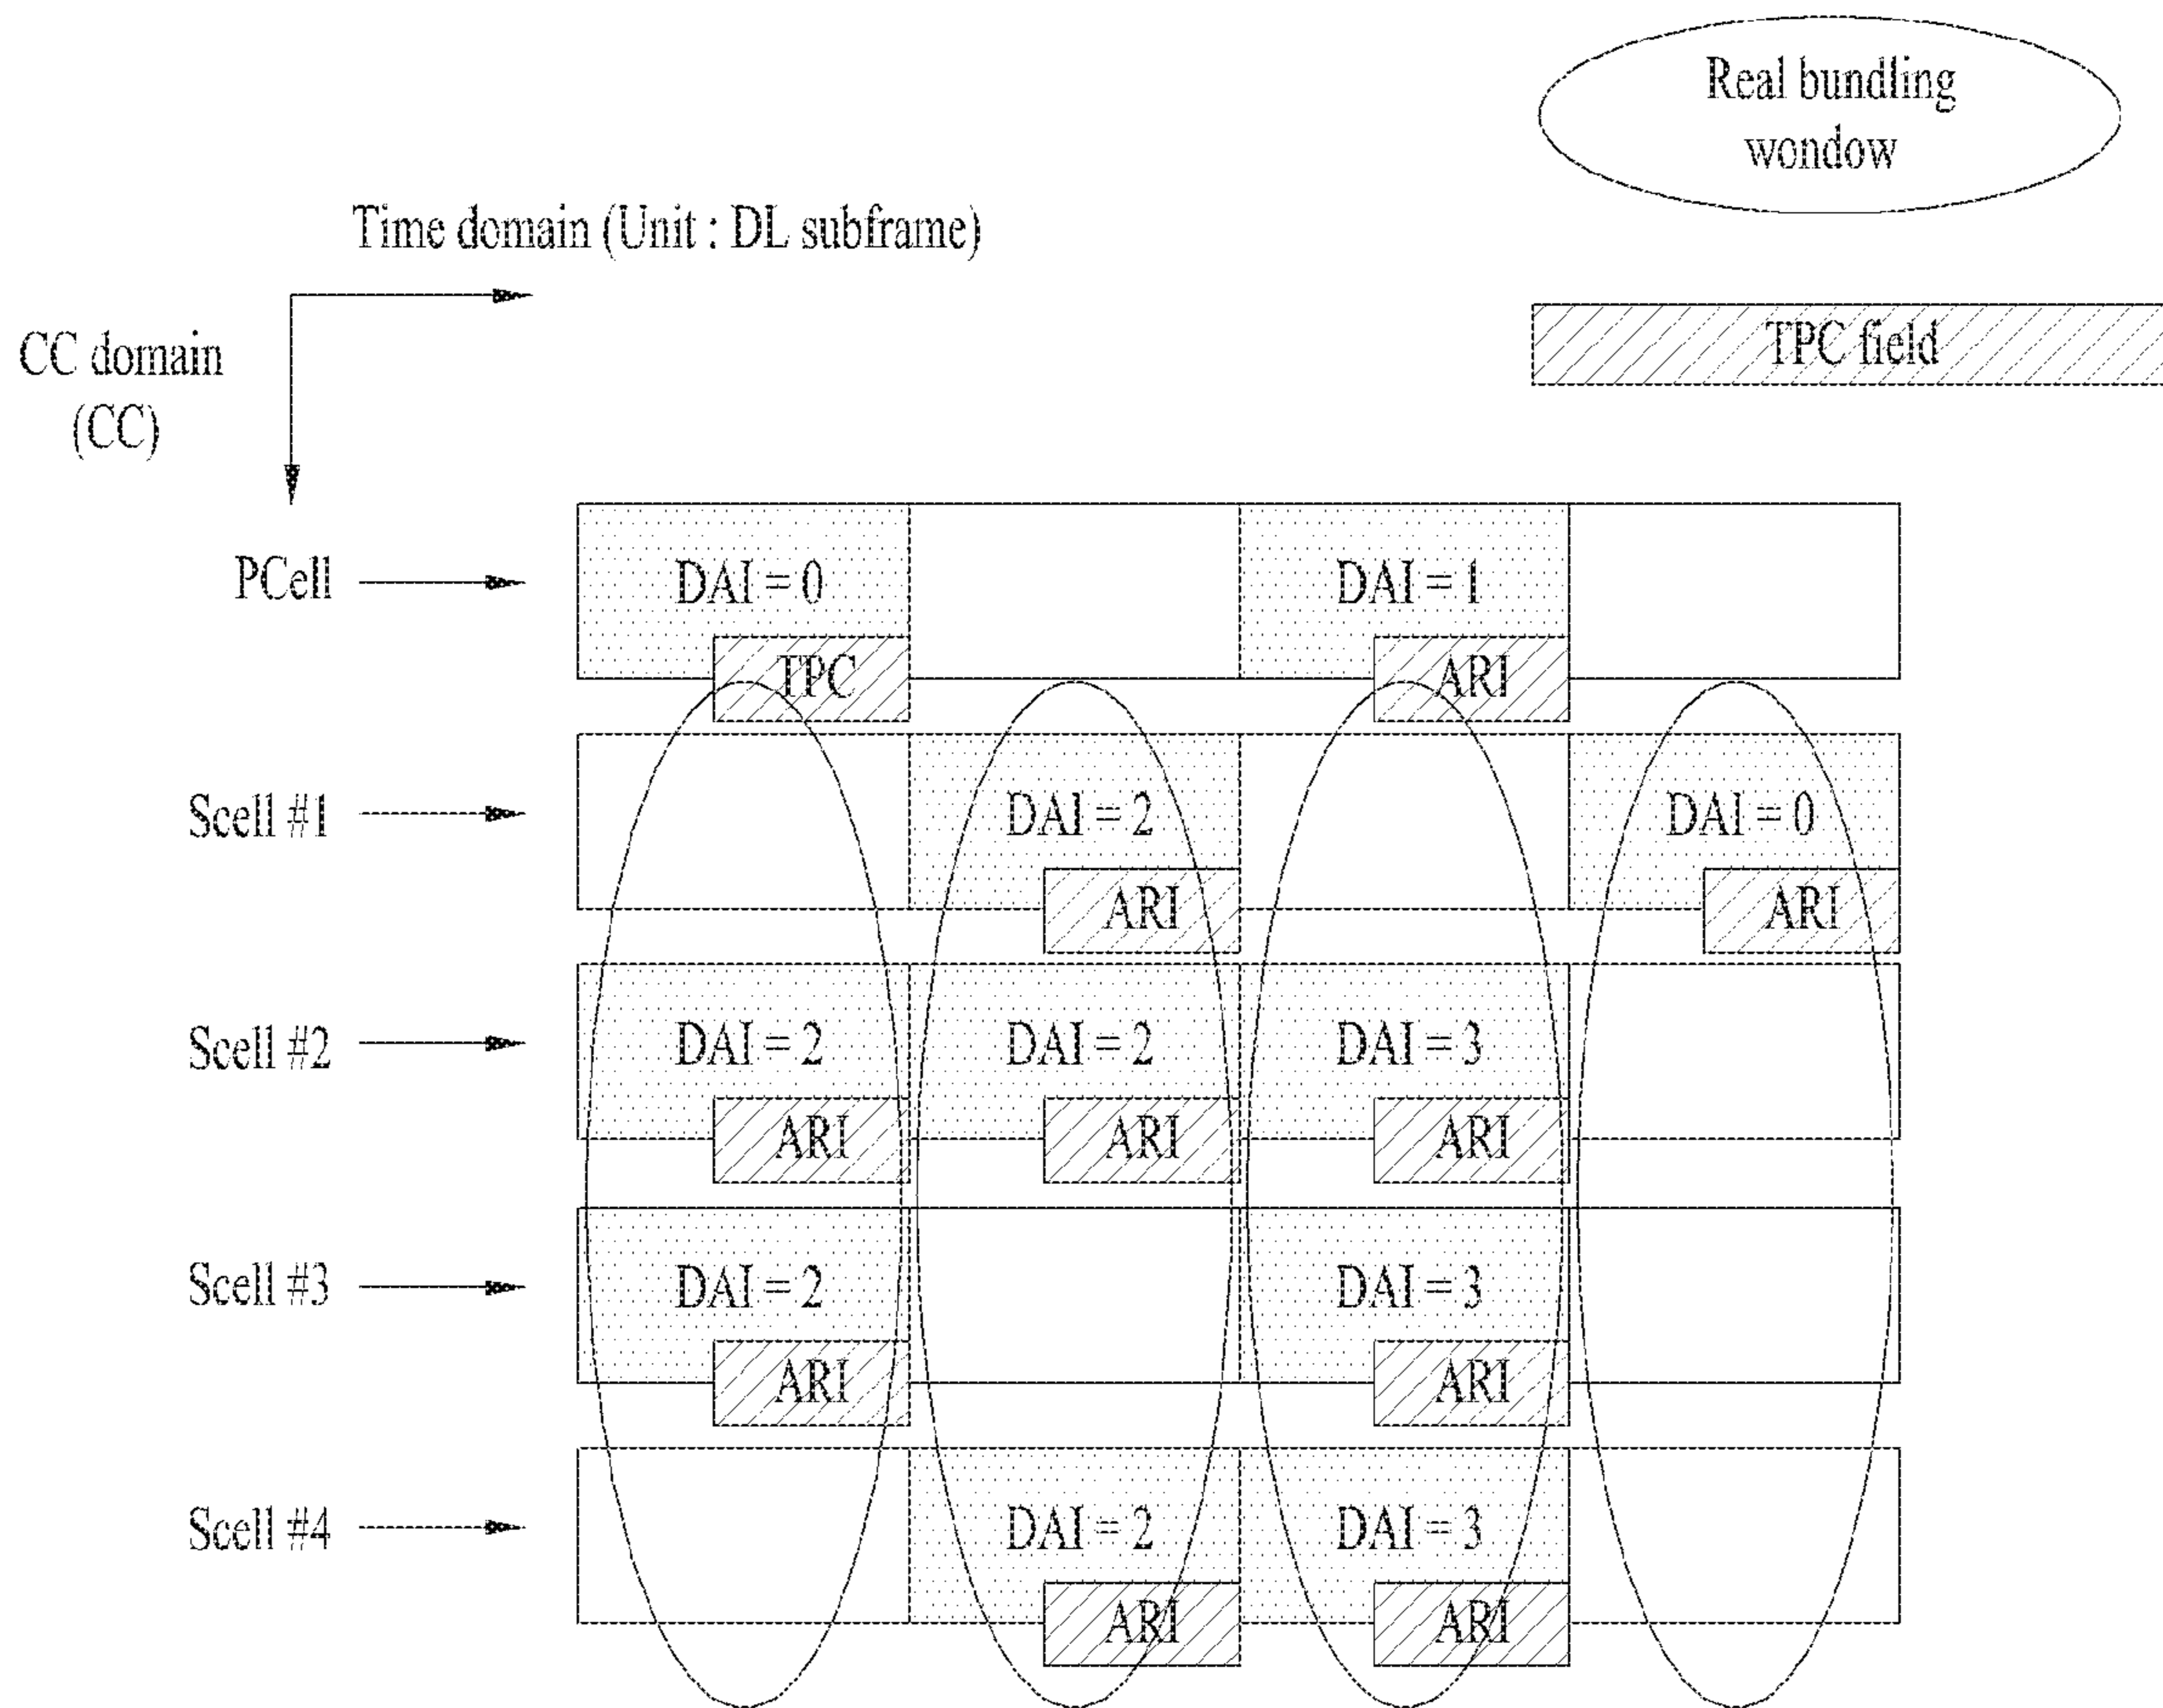 Real bundling
wondow
Time domain (Unit : DL subframe)
CC domain
(CC)
TPC field
PCell
DAI = 0
DAI = 1
TPC
ARI
Scell #1
DAI = 2
DAI = 0
ARI
ARI
Scell #2
DAI = 2
DAI = 2
DAI = 3
ARI
ARI
ARI
Scell #3
DAI = 2
DAI = 3
ARI
ARI
Scell #4
DAI = 2
DAI = 3
ARI
ARI